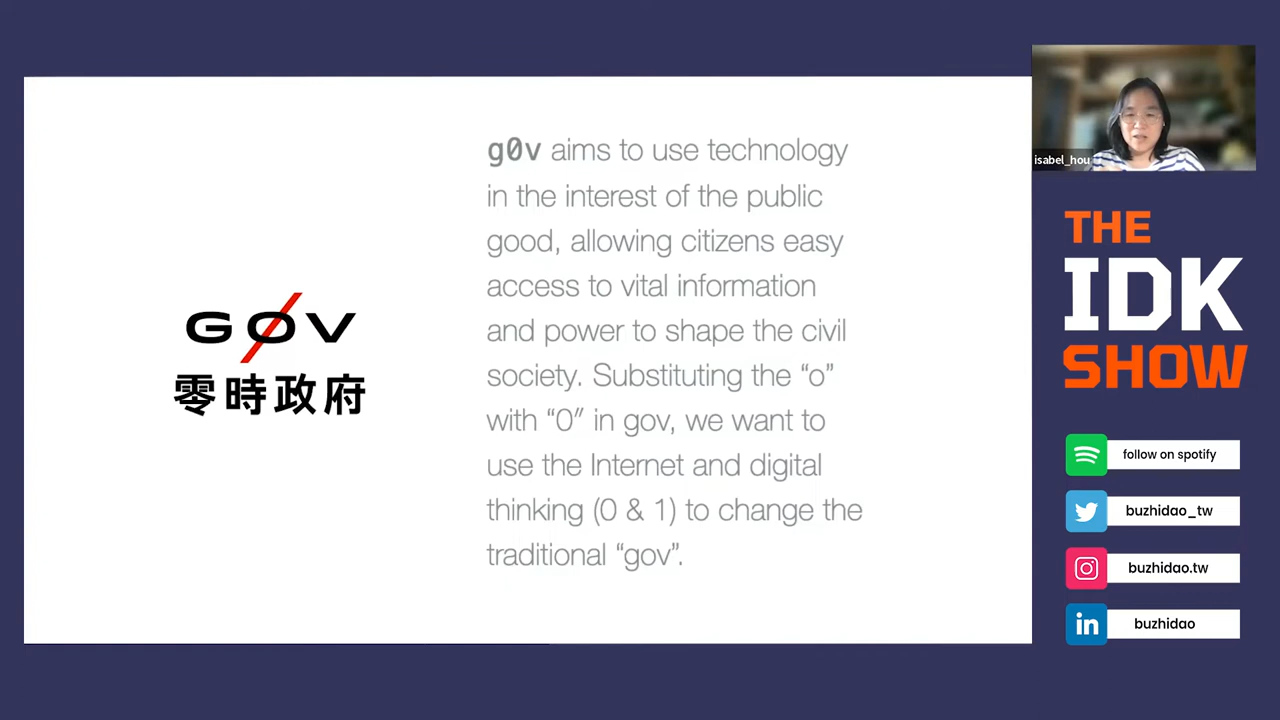 GOV
零時政府
g0v aims to use technology
in the interest of the public
good, allowing citizens easy
access to vital information
and power to shape the civil
society. Substituting the “o”
with “0” in gov, we want to
use the Internet and digital
thinking (0 & 1) to change the
traditional “gov”.
isabel_hou
THE
IDK
SHOW
follow on spotify
buzhidao_tw
buzhidao.tw
in
buzhidao